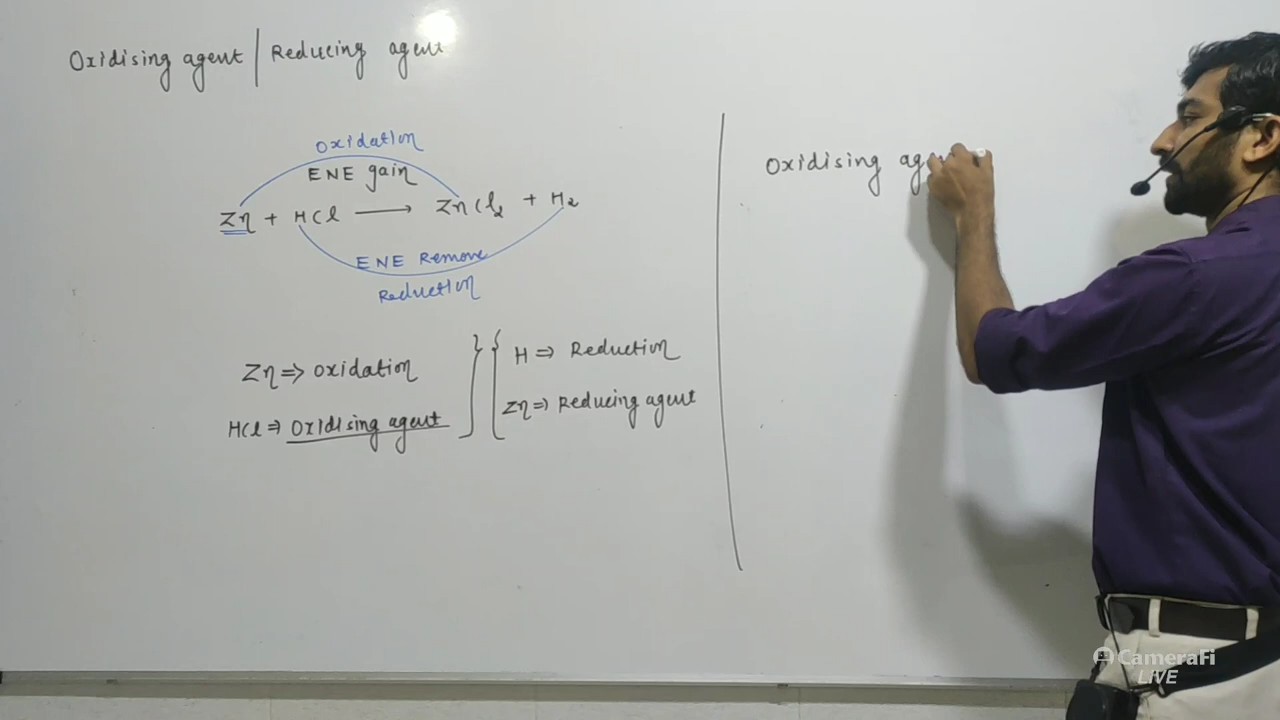 Oxidising agent | Reducing agent
Oxidation
ENE gain
Zn + HCl → ZnCl₂ + H₂
ENE Remove
Reduction
Zn ⇒ Oxidation
HCl ⇒ Oxidising agent
H ⇒ Reduction
Zn ⇒ Reducing agent
Oxidising
CameraFi
LIVE